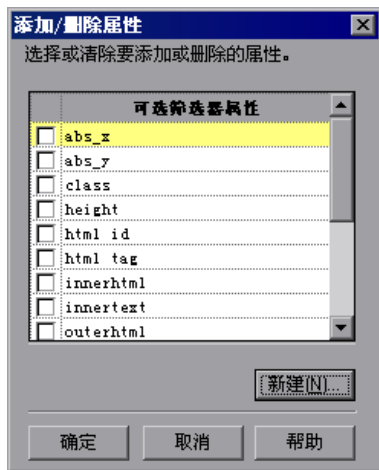 添加/删除属性
选择或清除要添加或删除的属性。
可选筛选器属性
abs_x
abs_y
class
height
html id
html tag
innerhtml
innertext
outerhtml
新建(N)...
确定 取消 帮助